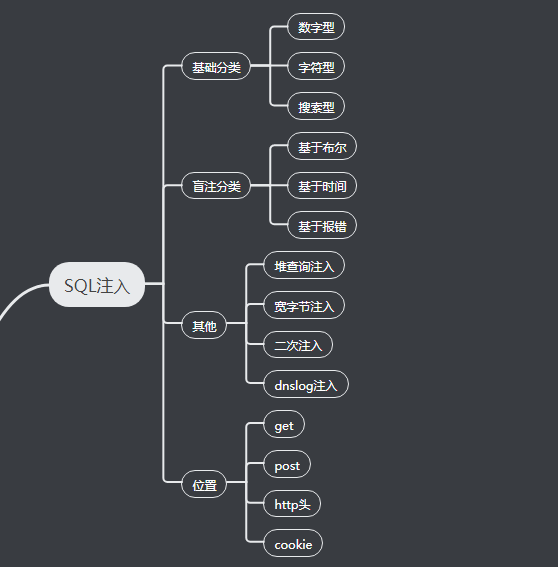 SQL注入
基础分类
数字型
字符型
搜索型
盲注分类
基于布尔
基于时间
基于报错
其他
堆查询注入
宽字节注入
二次注入
dnslog注入
位置
get
post
http头
cookie